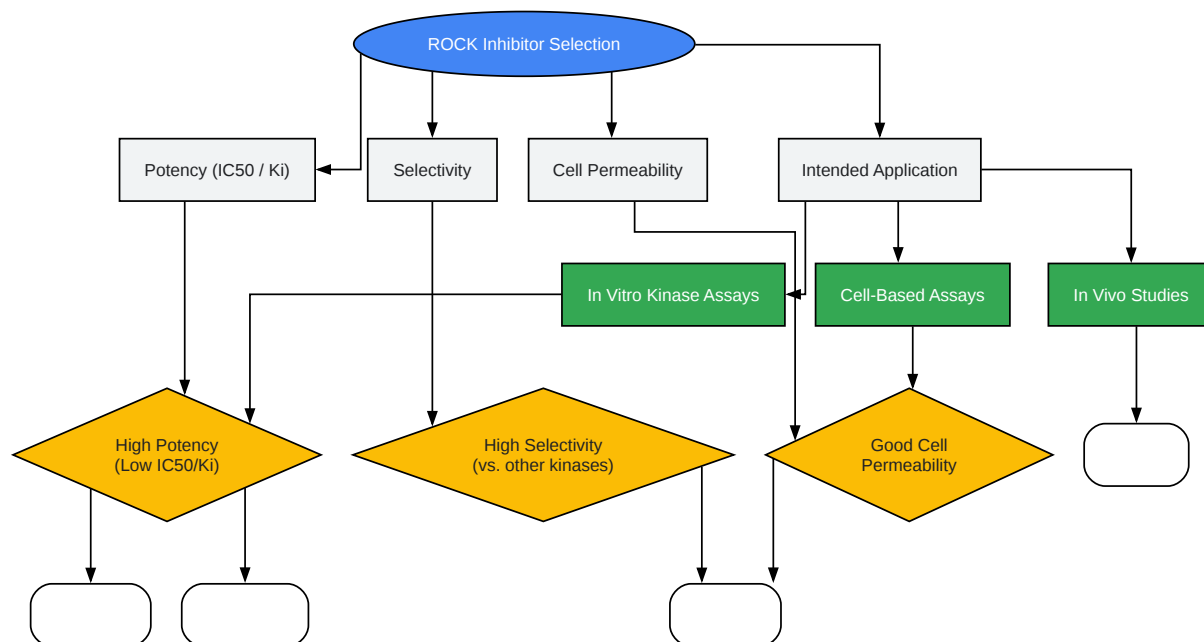 ROCK Inhibitor Selection
Potency (IC50 / Ki)
Selectivity
Cell Permeability
Intended Application
In Vitro Kinase Assays
Cell-Based Assays
In Vivo Studies
High Potency
(Low IC50/Ki)
High Selectivity
(vs. other kinases)
Good Cell
Permeability